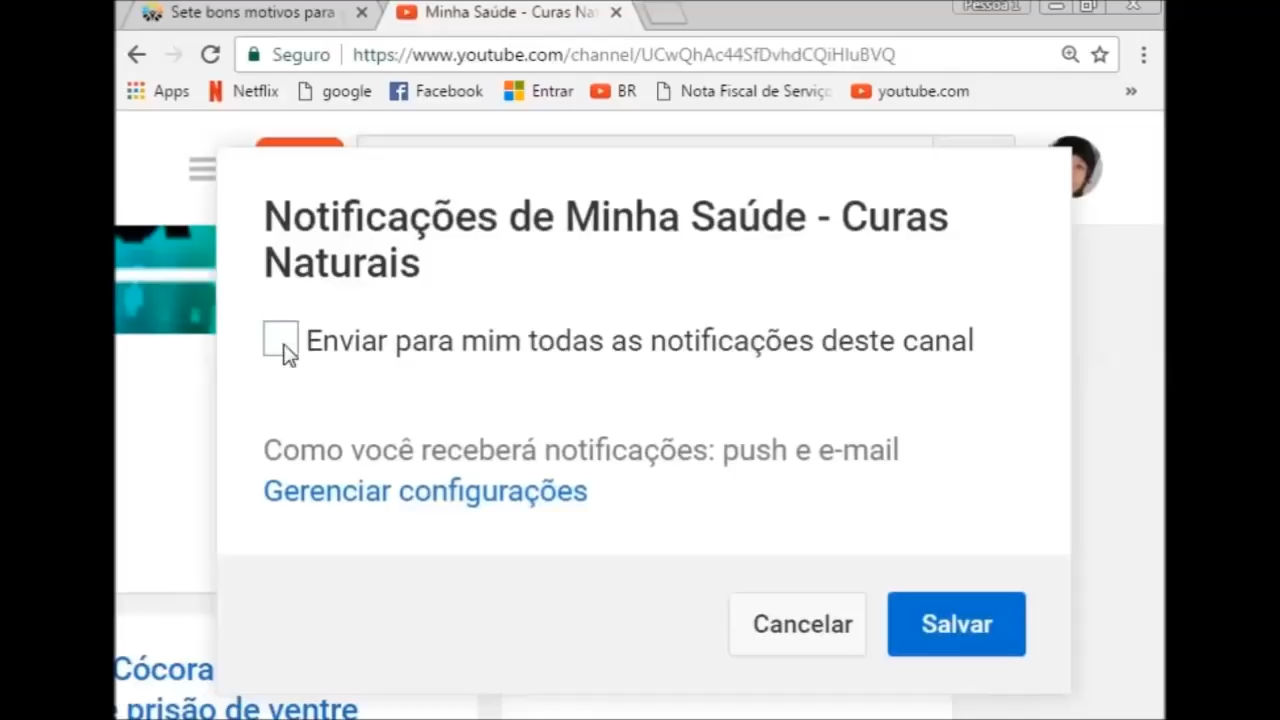 Sete bons motivos para
Minha Saúde - Curas Na
Pessoa 1
Seguro
https://www.youtube.com/channel/UCwQhAc44SfDvhdCQiHluBVQ
Apps
Netflix
google
Facebook
Entrar
BR
Nota Fiscal de Serviç
youtube.com
»
Notificações de Minha Saúde - Curas
Naturais
Enviar para mim todas as notificações deste canal
Como você receberá notificações: push e e-mail
Gerenciar configurações
Cancelar
Salvar
Cócora
prisão de ventre